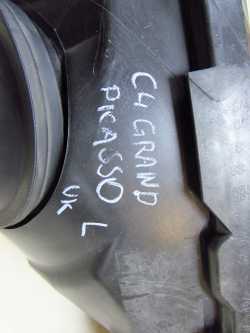 C4 GRAND
PICASSO L
UK